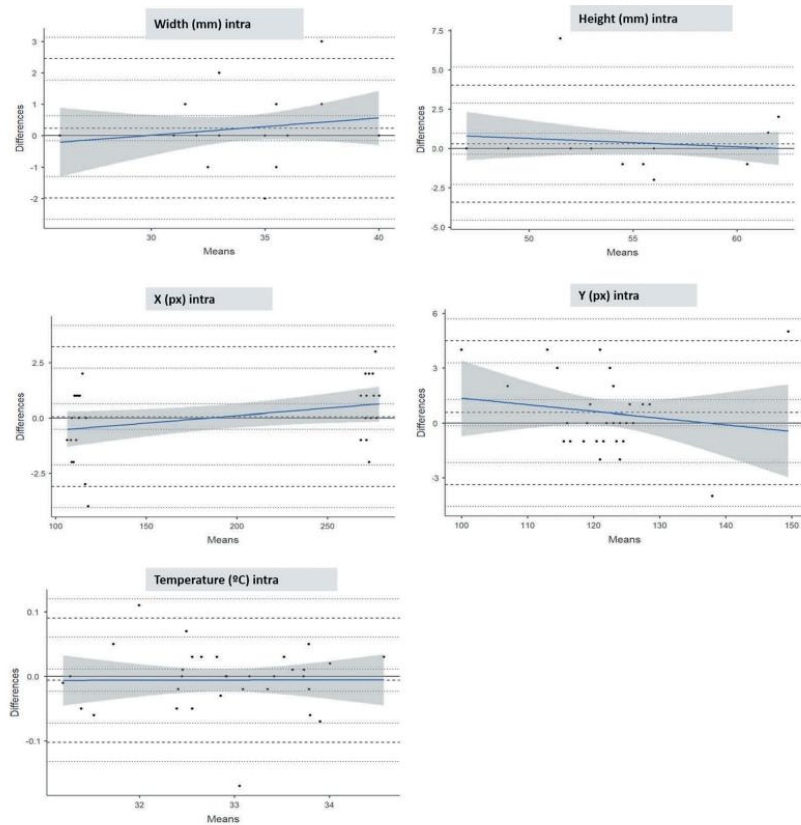 Width (mm) intra
Differences
3
2
1
0
-1
-2
30
35
40
Means
Height (mm) intra
Differences
7.5
5.0
2.5
0.0
-2.5
-5.0
50
55
60
Means
X (px) intra
Differences
2.5
0.0
-2.5
100
150
200
250
Means
Y (px) intra
Differences
6
3
0
-3
100
110
120
130
140
150
Means
Temperature (ºC) intra
Differences
0.1
0.0
-0.1
32
33
34
Means